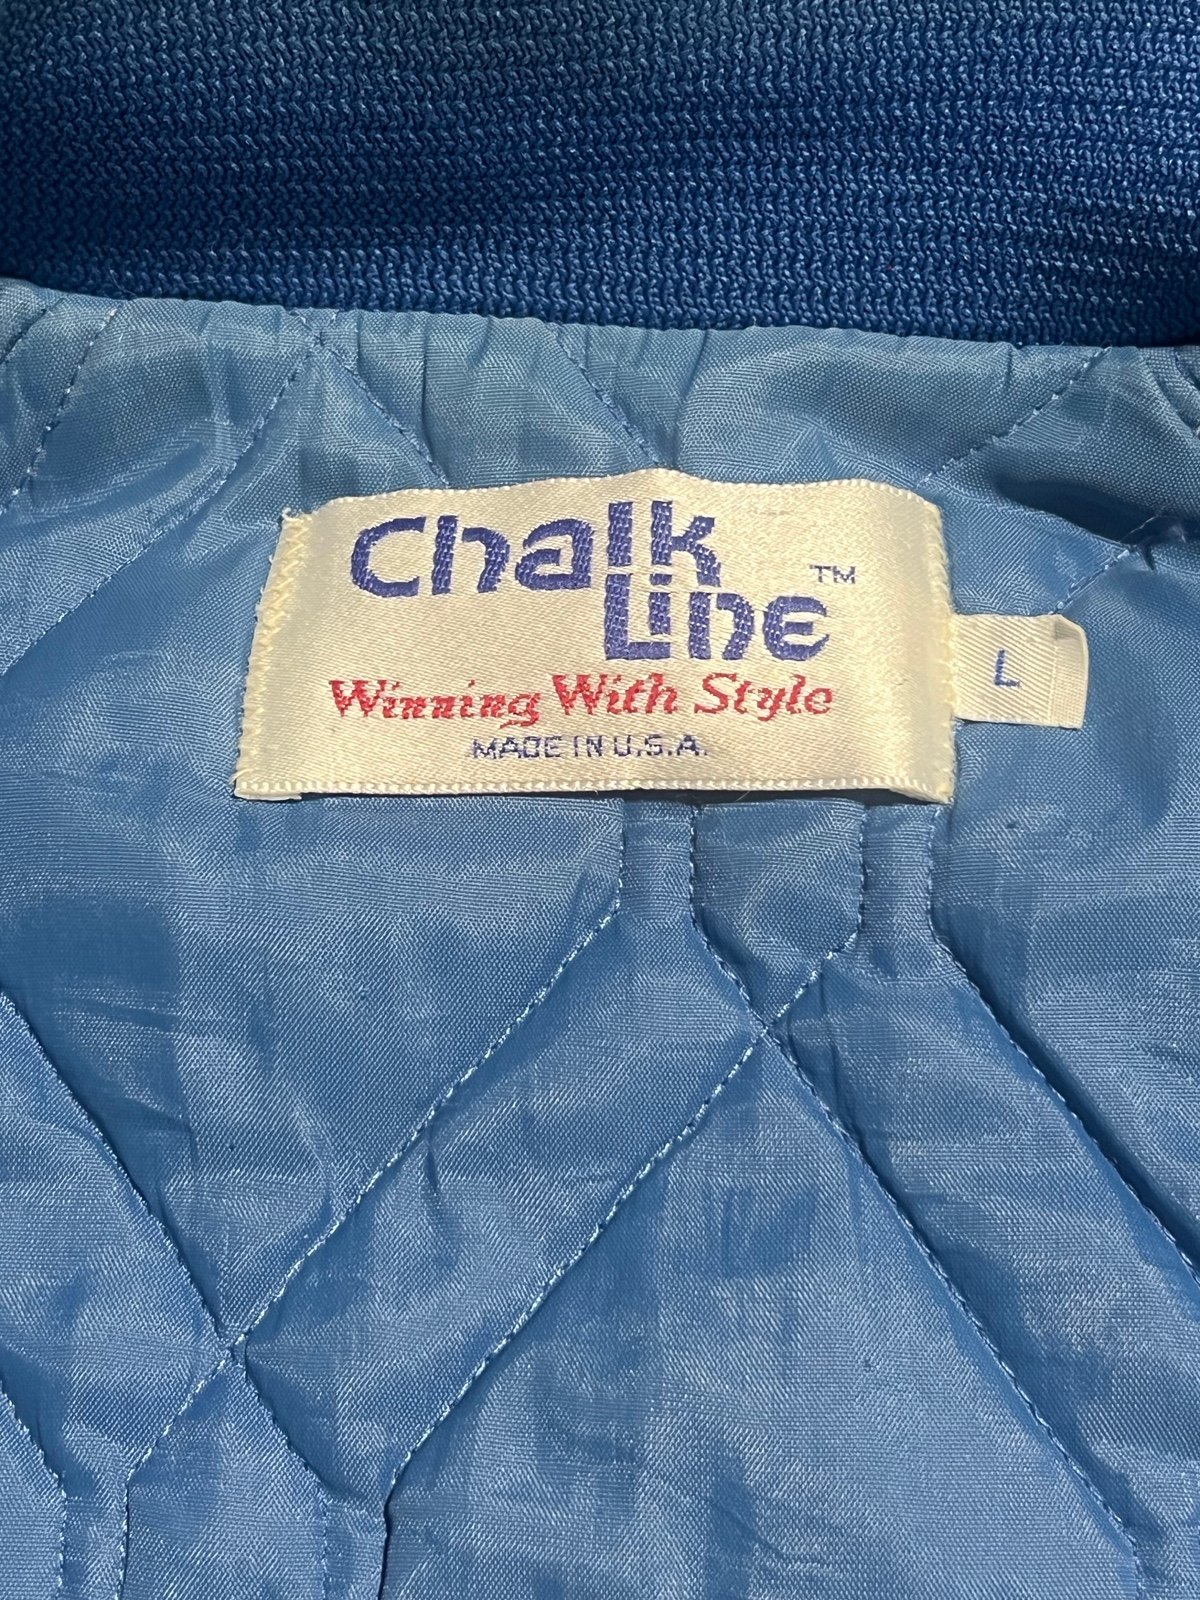 Chalk
Line ™
Winning With Style
MADE IN U.S.A.
L